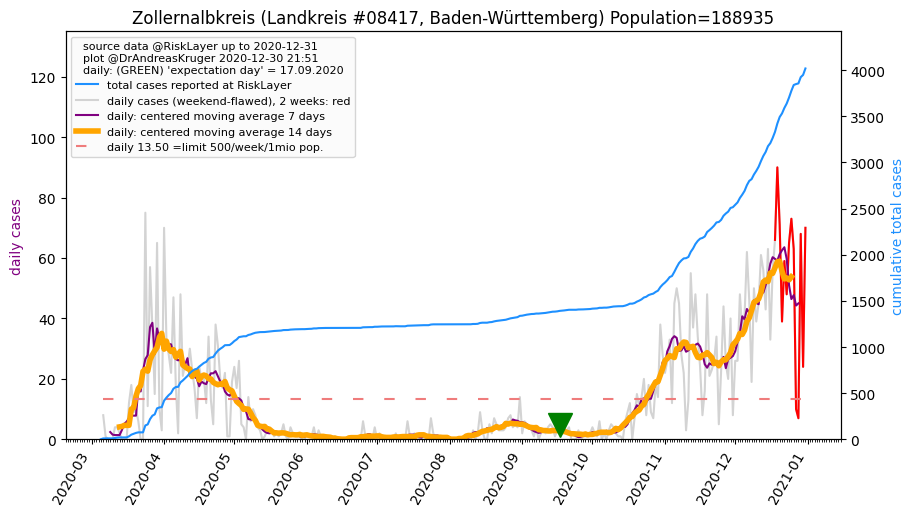 Zollernalbkreis (Landkreis #08417, Baden-Württemberg) Population=188935
source data @RiskLayer up to 2020-12-31
plot @DrAndreasKruger 2020-12-30 21:51
daily: (GREEN) 'expectation day' = 17.09.2020
total cases reported at RiskLayer
daily cases (weekend-flawed), 2 weeks: red
daily: centered moving average 7 days
daily: centered moving average 14 days
daily 13.50 =limit 500/week/1mio pop.
daily cases
120
100
80
60
40
20
0
cumulative total cases
4000
3500
3000
2500
2000
1500
1000
500
0
2020-03
2020-04
2020-05
2020-06
2020-07
2020-08
2020-09
2020-10
2020-11
2020-12
2021-01